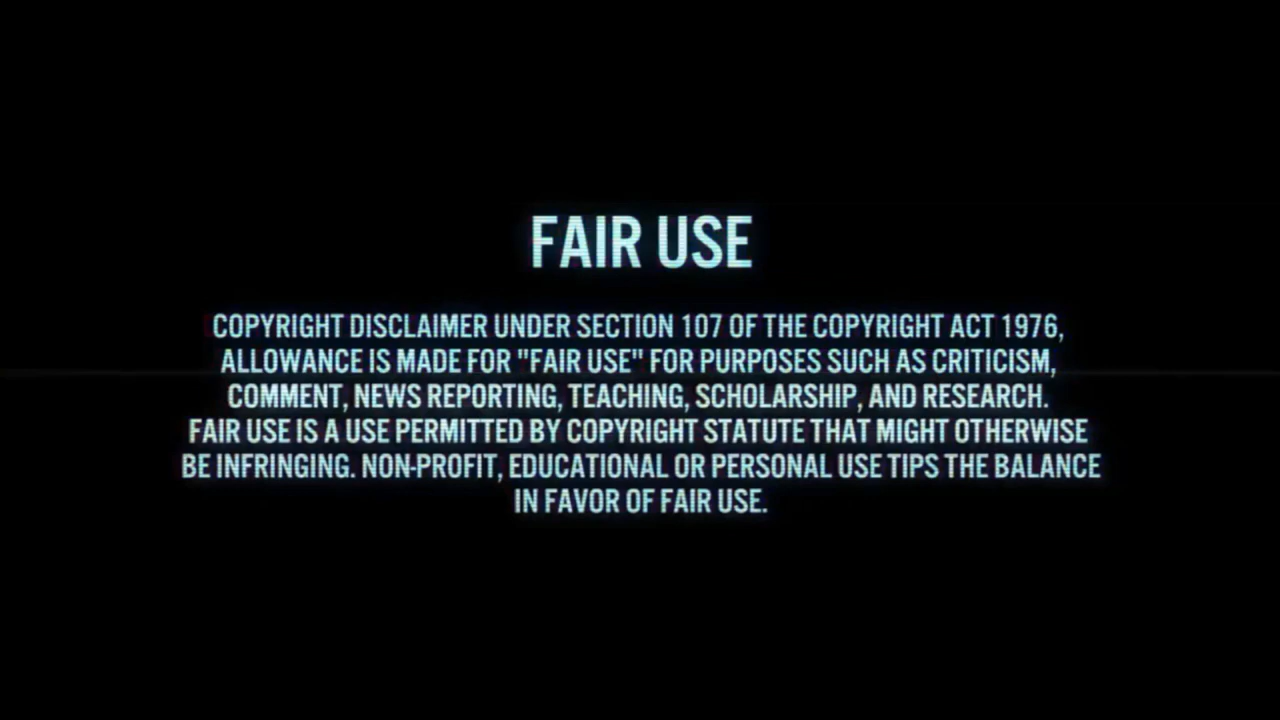 FAIR USE
COPYRIGHT DISCLAIMER UNDER SECTION 107 OF THE COPYRIGHT ACT 1976,
ALLOWANCE IS MADE FOR "FAIR USE" FOR PURPOSES SUCH AS CRITICISM,
COMMENT, NEWS REPORTING, TEACHING, SCHOLARSHIP, AND RESEARCH.
FAIR USE IS A USE PERMITTED BY COPYRIGHT STATUTE THAT MIGHT OTHERWISE
BE INFRINGING. NON-PROFIT, EDUCATIONAL OR PERSONAL USE TIPS THE BALANCE
IN FAVOR OF FAIR USE.